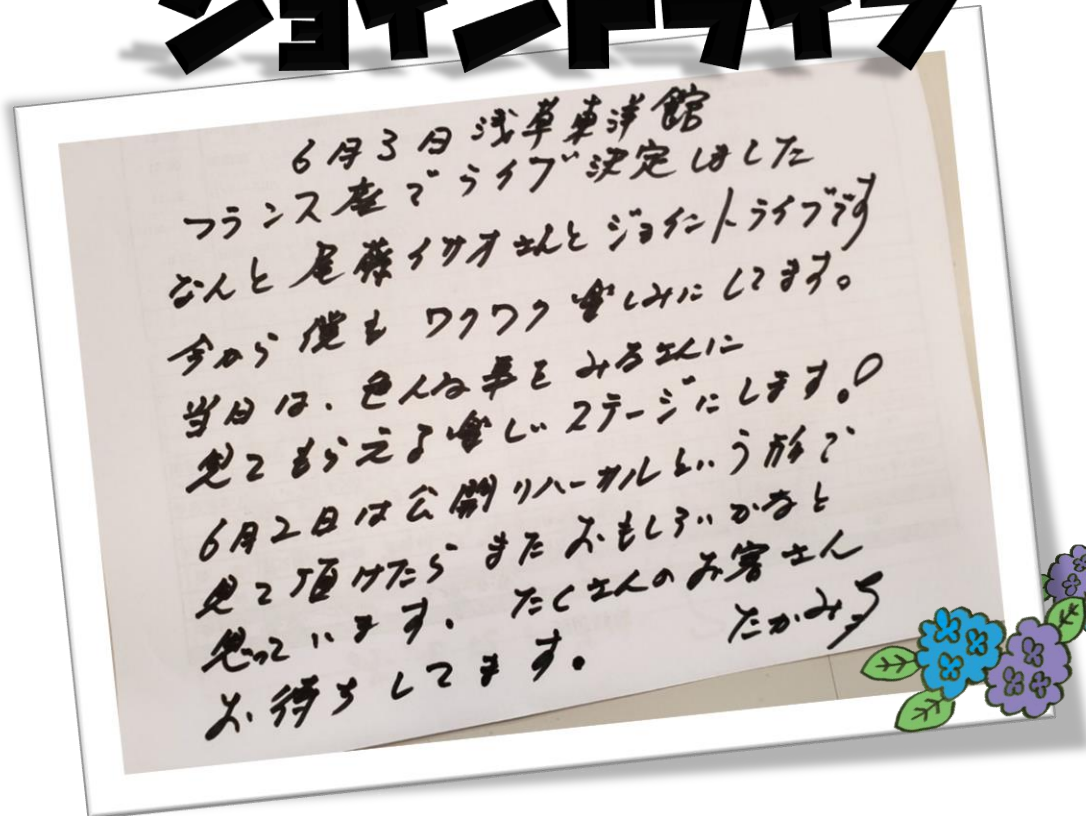 ジョイントライブ
6月3日浅草東洋館
フランス座でライブ決定しました
なんと尾藤イサオさんとジョイントライブです
今から僕もワクワク楽しみにしてます。
当日は、色んな事をみなさんに
見てもらえる楽しいステージにします。!
6月2日は公開リハーサルという形で
見て頂けたらまたおもしろいかなと
思っています。たくさんのお客さん
お待ちしてます。
たかみち